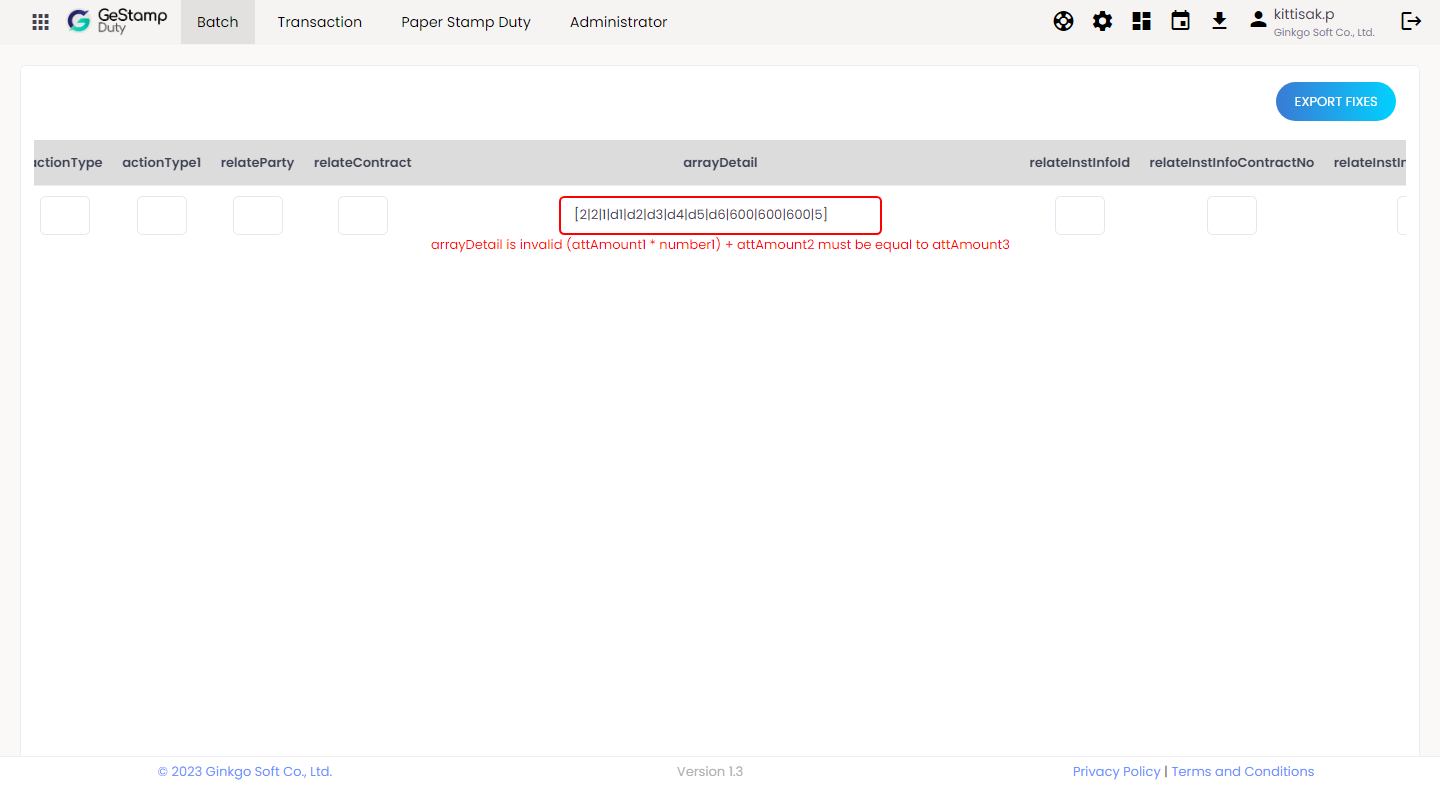 GeStamp
Duty
Batch
Transaction
Paper Stamp Duty
Administrator
kittisak.p
Ginkgo Soft Co., Ltd.
EXPORT FIXES
actionType actionType1 relateParty relateContract arrayDetail relateInstInfoId relateInstInfoContractNo relateInstIn
[2|2|1|d1|d2|d3|d4|d5|d6|600|600|600|5]
arrayDetail is invalid (attAmount1 * number1) + attAmount2 must be equal to attAmount3
© 2023 Ginkgo Soft Co., Ltd.
Version 1.3
Privacy Policy | Terms and Conditions